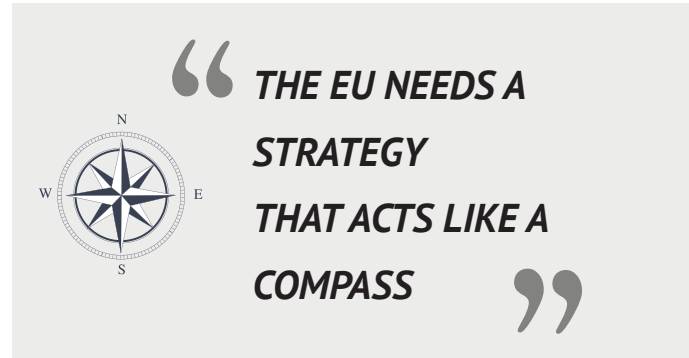 “
THE EU NEEDS A
STRATEGY
THAT ACTS LIKE A
COMPASS
”
N
W
E
S